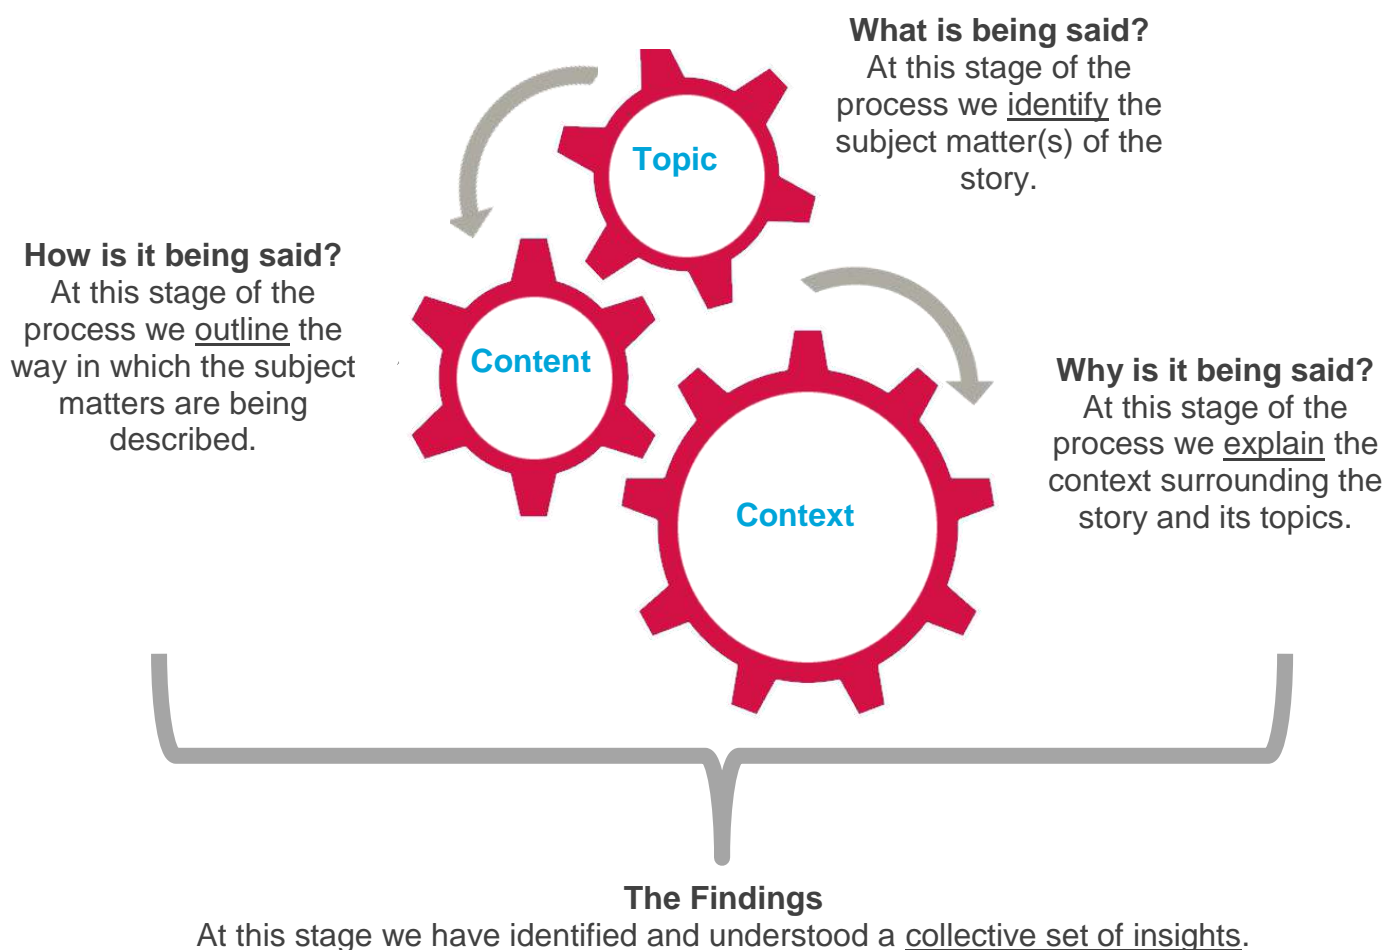 What is being said?
At this stage of the
process we identify the
subject matter(s) of the
story.
Topic
How is it being said?
At this stage of the
process we outline the
way in which the subject
matters are being
described.
Content
Why is it being said?
At this stage of the
process we explain the
context surrounding the
story and its topics.
Context
The Findings
At this stage we have identified and understood a collective set of insights.